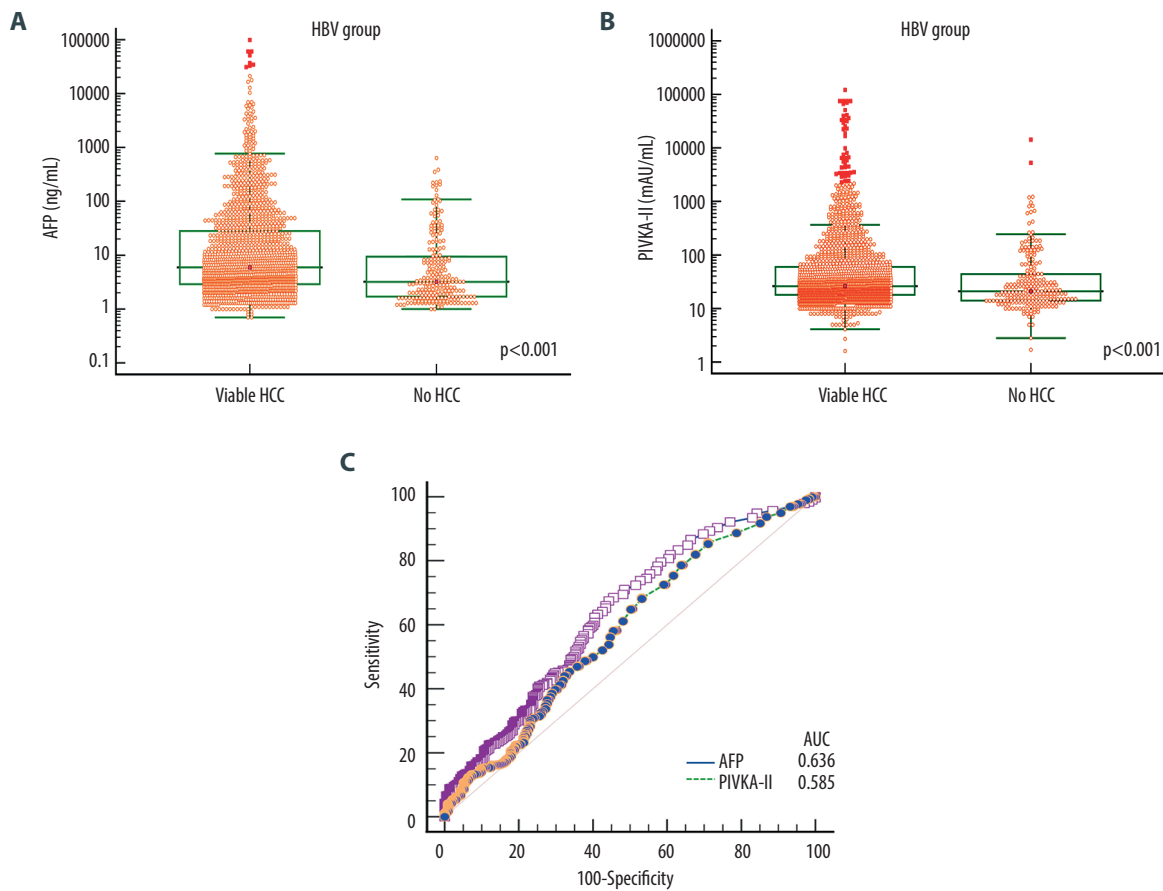 A
HBV group
100000
10000
1000
100
10
1
0.1
AFP (ng/mL)
p<0.001
Viable HCC
No HCC
B
HBV group
1000000
100000
10000
1000
100
10
1
PIVKA-II (mAU/mL)
p<0.001
Viable HCC
No HCC
C
100
80
60
40
20
0
Sensitivity
AUC
AFP 0.636
PIVKA-II 0.585
0 20 40 60 80 100
100-Specificity